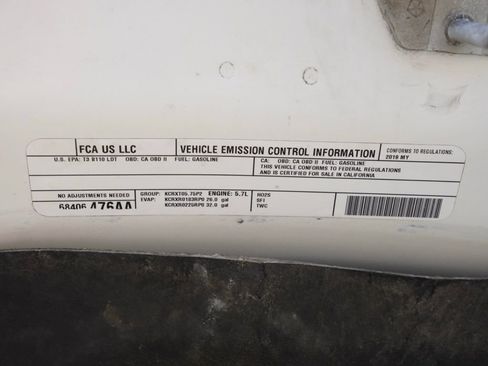 FCA US LLC VEHICLE EMISSION CONTROL INFORMATION CONFORMS TO REGULATIONS:
2019 MY
U.S. EPA: T3 B110 LDT OBD: CA OBD II FUEL: GASOLINE
CA: OBD: CA OBD II FUEL: GASOLINE
THIS VEHICLE CONFORMS TO FEDERAL REGULATIONS
AND IS CERTIFIED FOR SALE IN CALIFORNIA
NO ADJUSTMENTS NEEDED
68406 476AA
GROUP: KCRXT05.75P2 ENGINE: 5.7L
EVAP: KCRXR0183RP0 26.0 gal
KCRXR0225RP0 32.0 gal
HO2S
SFI
TWC